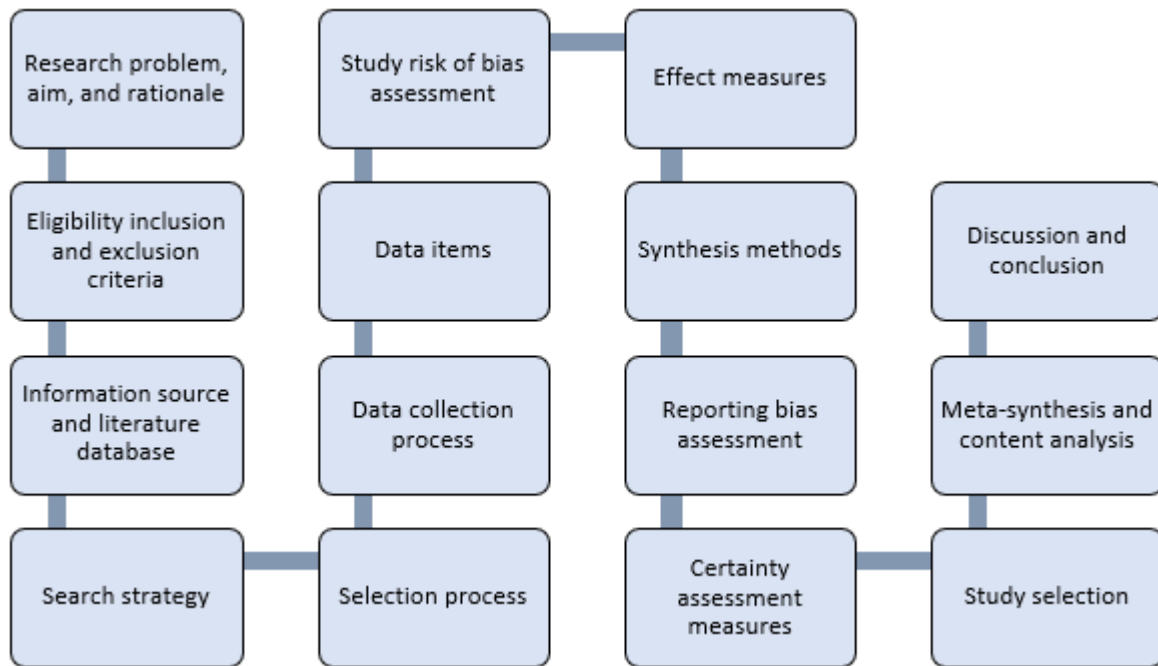 Research problem,
aim, and rationale
Eligibility inclusion
and exclusion
criteria
Information source
and literature
database
Search strategy
Selection process
Data collection
process
Data items
Study risk of bias
assessment
Effect measures
Synthesis methods
Reporting bias
assessment
Certainty
assessment
measures
Study selection
Meta-synthesis and
content analysis
Discussion and
conclusion